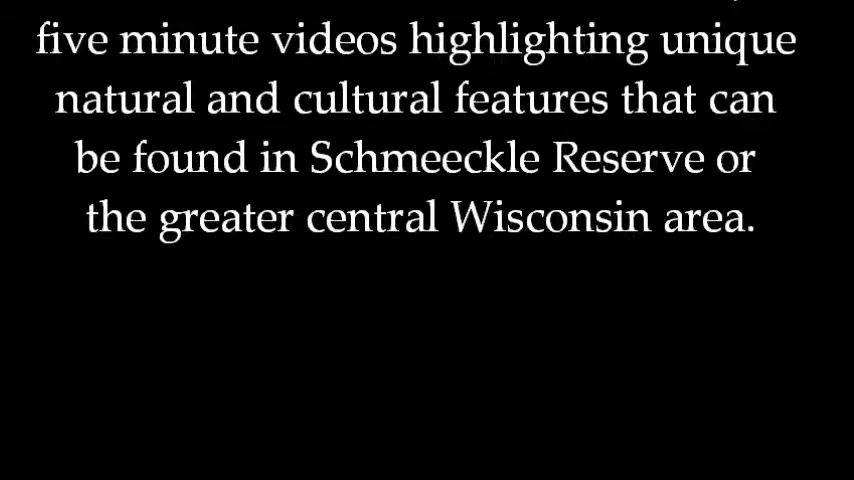 five minute videos highlighting unique
natural and cultural features that can
be found in Schmeeckle Reserve or
the greater central Wisconsin area.